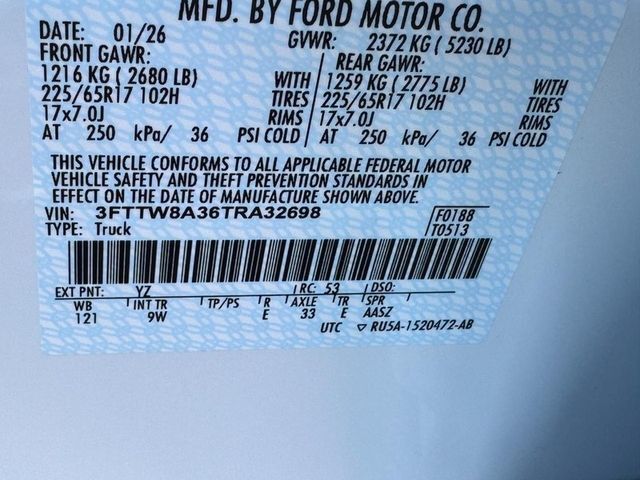 MFD. BY FORD MOTOR CO.
DATE: 01/26 GVWR: 2372 KG ( 5230 LB)
FRONT GAWR: REAR GAWR:
1216 KG ( 2680 LB) WITH 1259 KG ( 2775 LB) WITH
225/65R17 102H TIRES 225/65R17 102H TIRES
17x7.0J RIMS 17x7.0J RIMS
AT 250 kPa/ 36 PSI COLD AT 250 kPa/ 36 PSI COLD
THIS VEHICLE CONFORMS TO ALL APPLICABLE FEDERAL MOTOR
VEHICLE SAFETY AND THEFT PREVENTION STANDARDS IN
EFFECT ON THE DATE OF MANUFACTURE SHOWN ABOVE.
VIN: 3FTTW8A36TRA32698 F0188
TYPE: Truck T0513
EXT PNT: YZ RC: 53 DSO:
WB INT TR TP/PS R AXLE TR SPR
121 9W E 33 E AASZ
UTC ▽ RU5A-1520472-AB